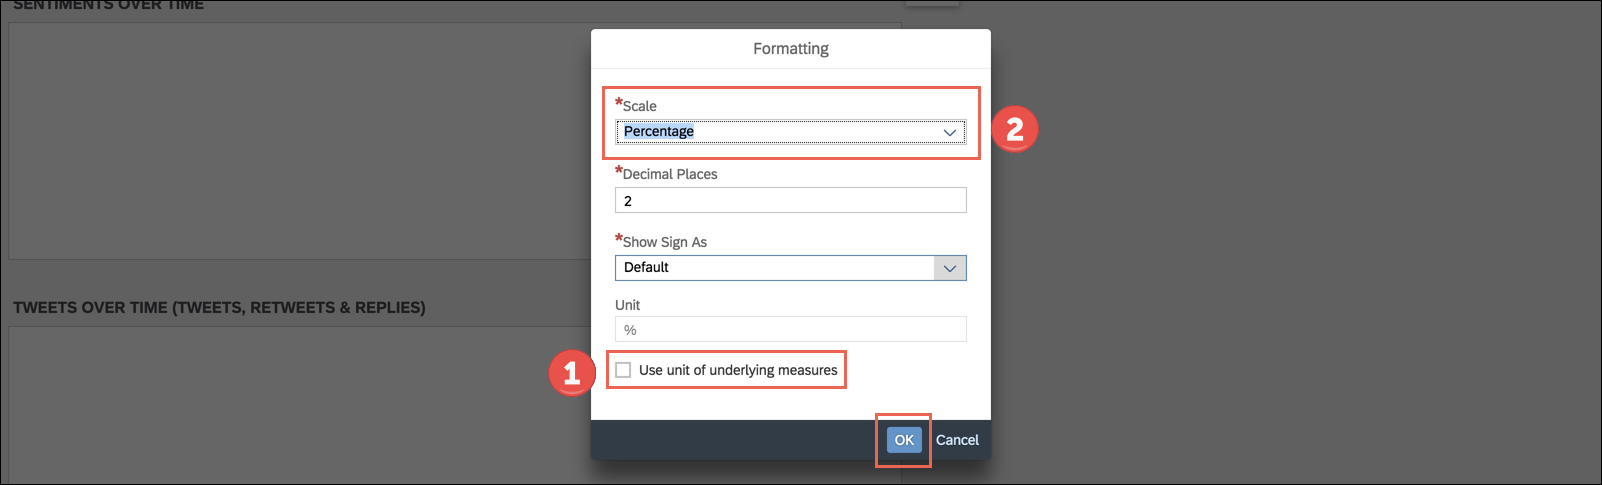 SENTIMENTS OVER TIME
Formatting
*Scale
Percentage
2
*Decimal Places
2
*Show Sign As
Default
TWEETS OVER TIME (TWEETS, RETWEETS & REPLIES)
Unit
%
1
Use unit of underlying measures
OK Cancel